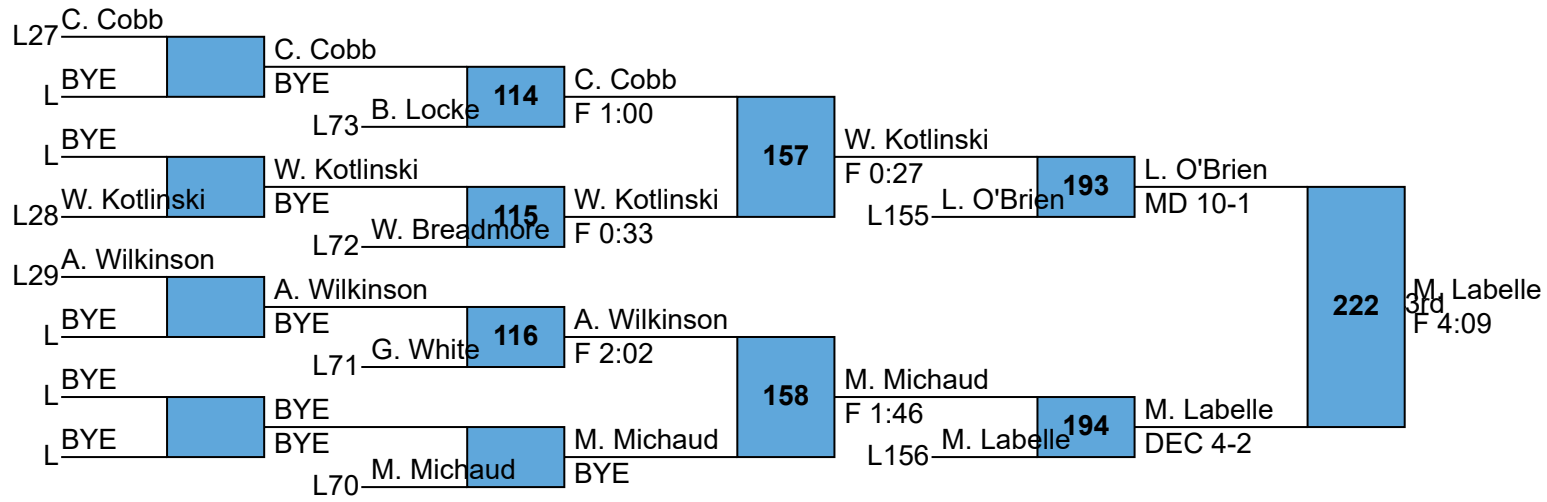 C. Cobb
L27
BYE
L
C. Cobb
BYE
B. Locke
L73
114
C. Cobb
F 1:00
BYE
L
W. Kotlinski
L28
W. Kotlinski
BYE
W. Breadmore
L72
115
W. Kotlinski
F 0:33
157
W. Kotlinski
F 0:27
L. O'Brien
L155
193
L. O'Brien
MD 10-1
A. Wilkinson
L29
BYE
L
A. Wilkinson
BYE
G. White
L71
116
A. Wilkinson
F 2:02
BYE
L
BYE
L
BYE
BYE
M. Michaud
L70
M. Michaud
BYE
158
M. Michaud
F 1:46
M. Labelle
L156
194
M. Labelle
DEC 4-2
222
M. Labelle
3rd
F 4:09